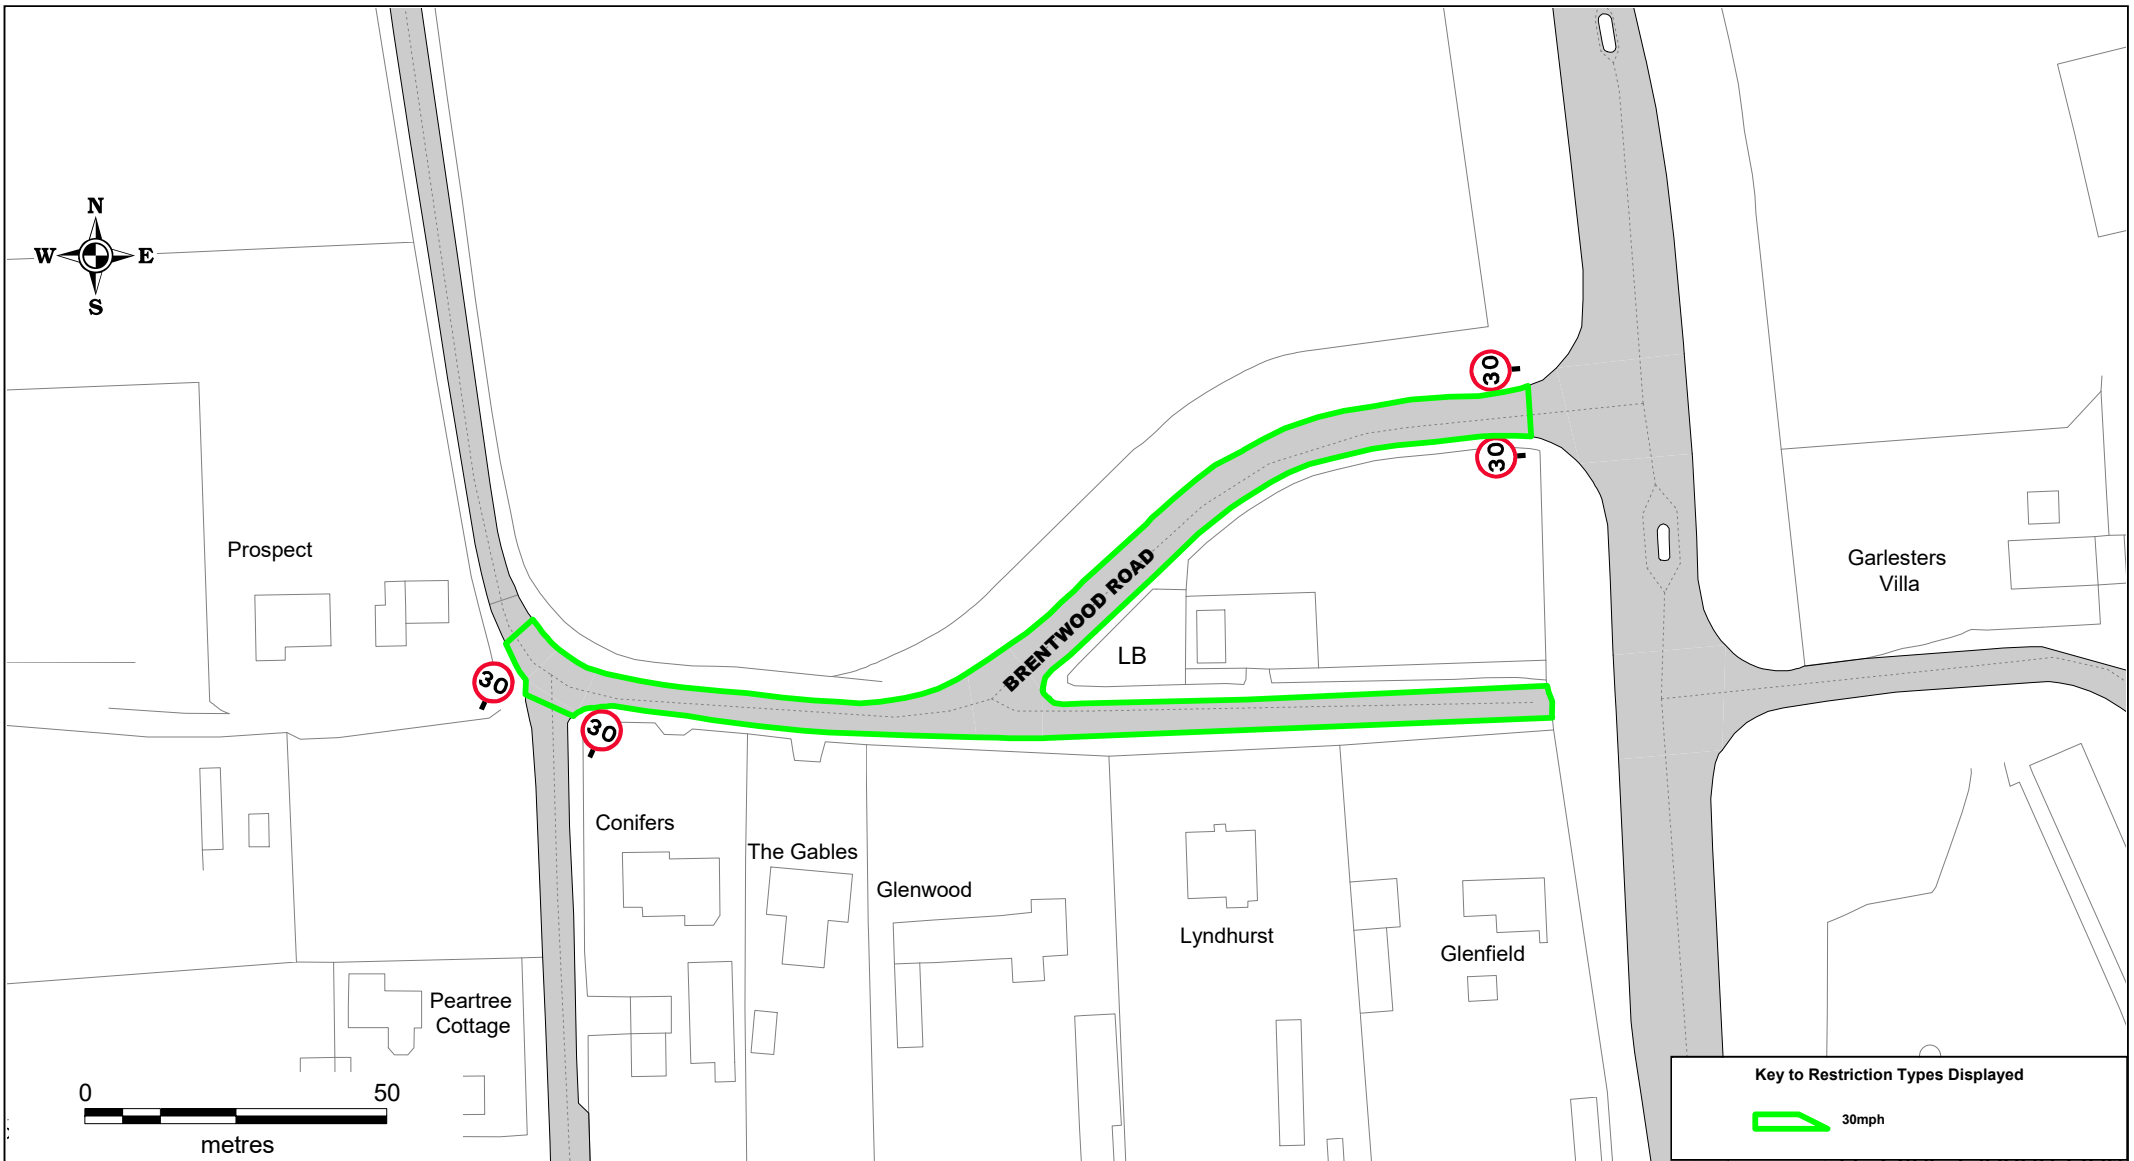 N
W E
S
30
30
BRENTWOOD ROAD
Prospect
Garlesters
Villa
LB
30
30
Conifers
The Gables
Glenwood
Lyndhurst
Glenfield
Peartree
Cottage
0 50
metres
Key to Restriction Types Displayed
30mph